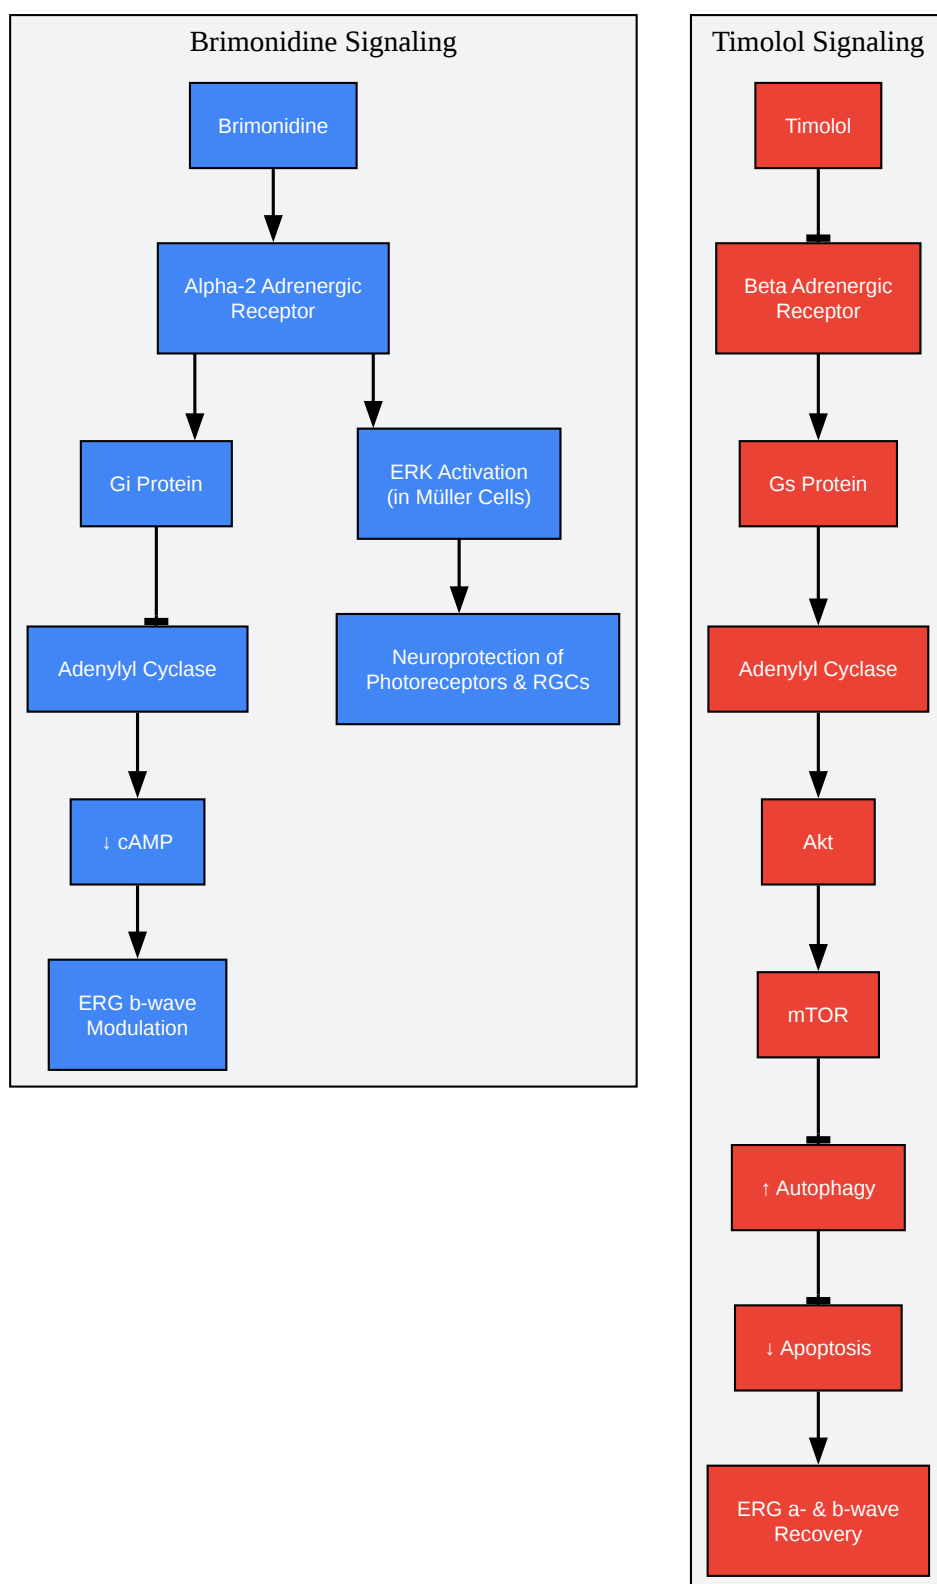 Brimonidine Signaling
Brimonidine
Alpha-2 Adrenergic
Receptor
Gi Protein
ERK Activation
(in Müller Cells)
Adenylyl Cyclase
Neuroprotection of
Photoreceptors & RGCs
↓ cAMP
ERG b-wave
Modulation
Timolol Signaling
Timolol
Beta Adrenergic
Receptor
Gs Protein
Adenylyl Cyclase
Akt
mTOR
↑ Autophagy
↓ Apoptosis
ERG a- & b-wave
Recovery